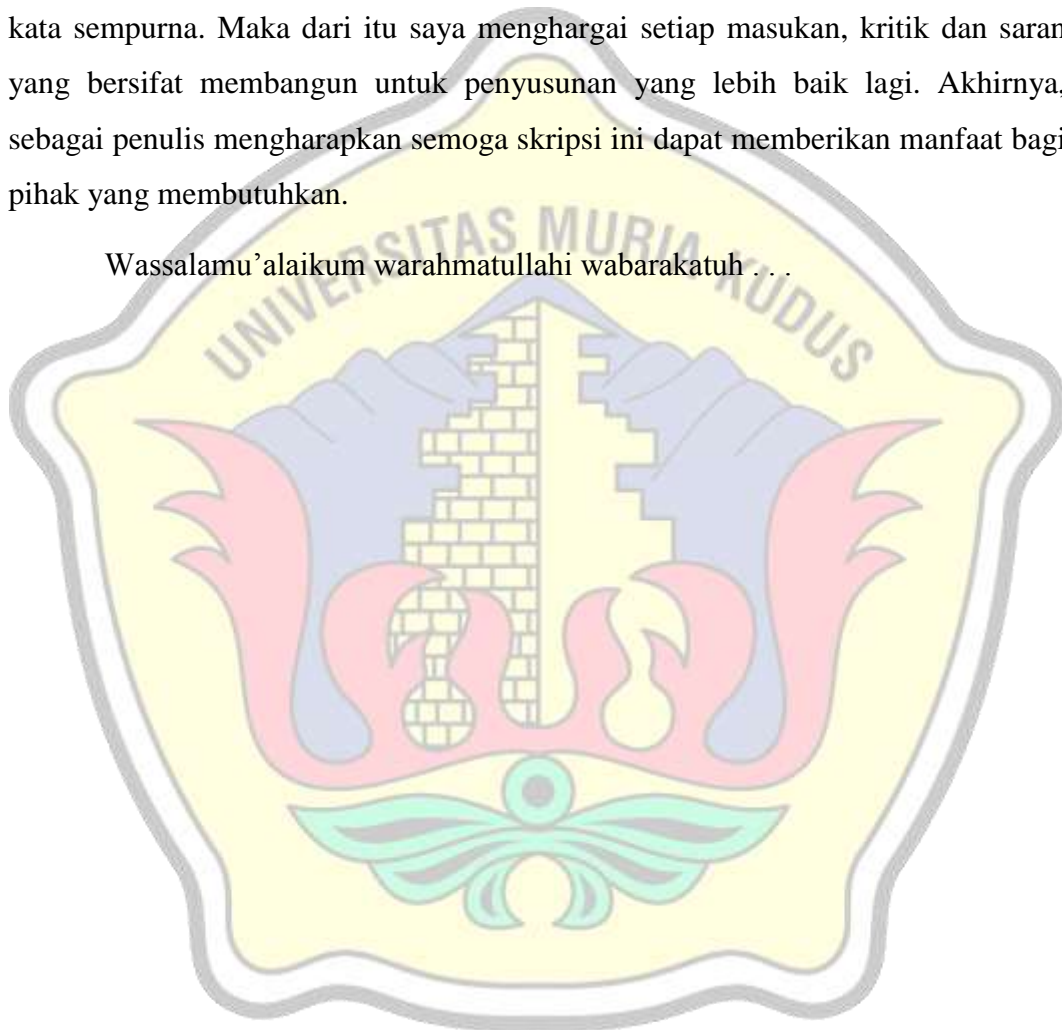 kata sempurna. Maka dari itu saya menghargai setiap masukan, kritik dan saran
yang bersifat membangun untuk penyusunan yang lebih baik lagi. Akhirnya,
sebagai penulis mengharapkan semoga skripsi ini dapat memberikan manfaat bagi
pihak yang membutuhkan.
UNIVERSITAS MURIA KUDUS
Wassalamu’alaikum warahmatullahi wabarakatuh . . .